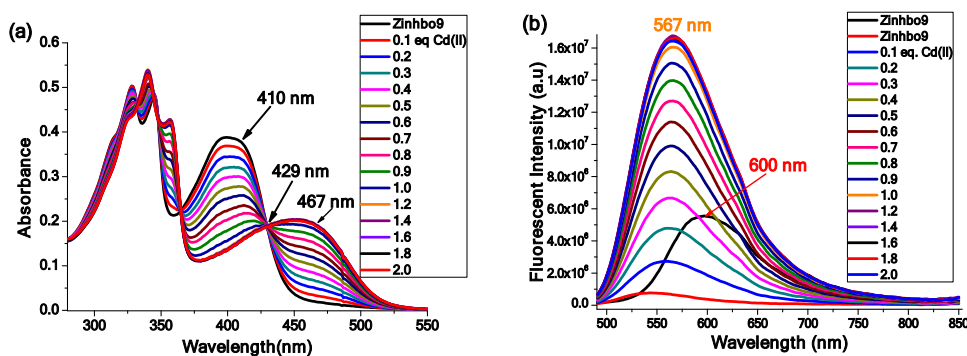 (a)
0.6
0.5
0.4
0.3
0.2
0.1
0.0
Absorbance
300
350
400
450
500
550
Wavelength(nm)
410 nm
429 nm
467 nm
Zinhbo9
0.1 eq Cd(II)
0.2
0.3
0.4
0.5
0.6
0.7
0.8
0.9
1.0
1.2
1.4
1.6
1.8
2.0
(b)
567 nm
600 nm
1.6x10⁷
1.4x10⁷
1.2x10⁷
1.0x10⁷
8.0x10⁶
6.0x10⁶
4.0x10⁶
2.0x10⁶
0.0
Fluorescent Intensity (a.u)
500
550
600
650
700
750
800
850
Wavelength (nm)
Zinhbo9
Zinhbo9
0.1 eq. Cd(II)
0.2
0.3
0.4
0.5
0.6
0.7
0.8
0.9
1.0
1.2
1.4
1.6
1.8
2.0